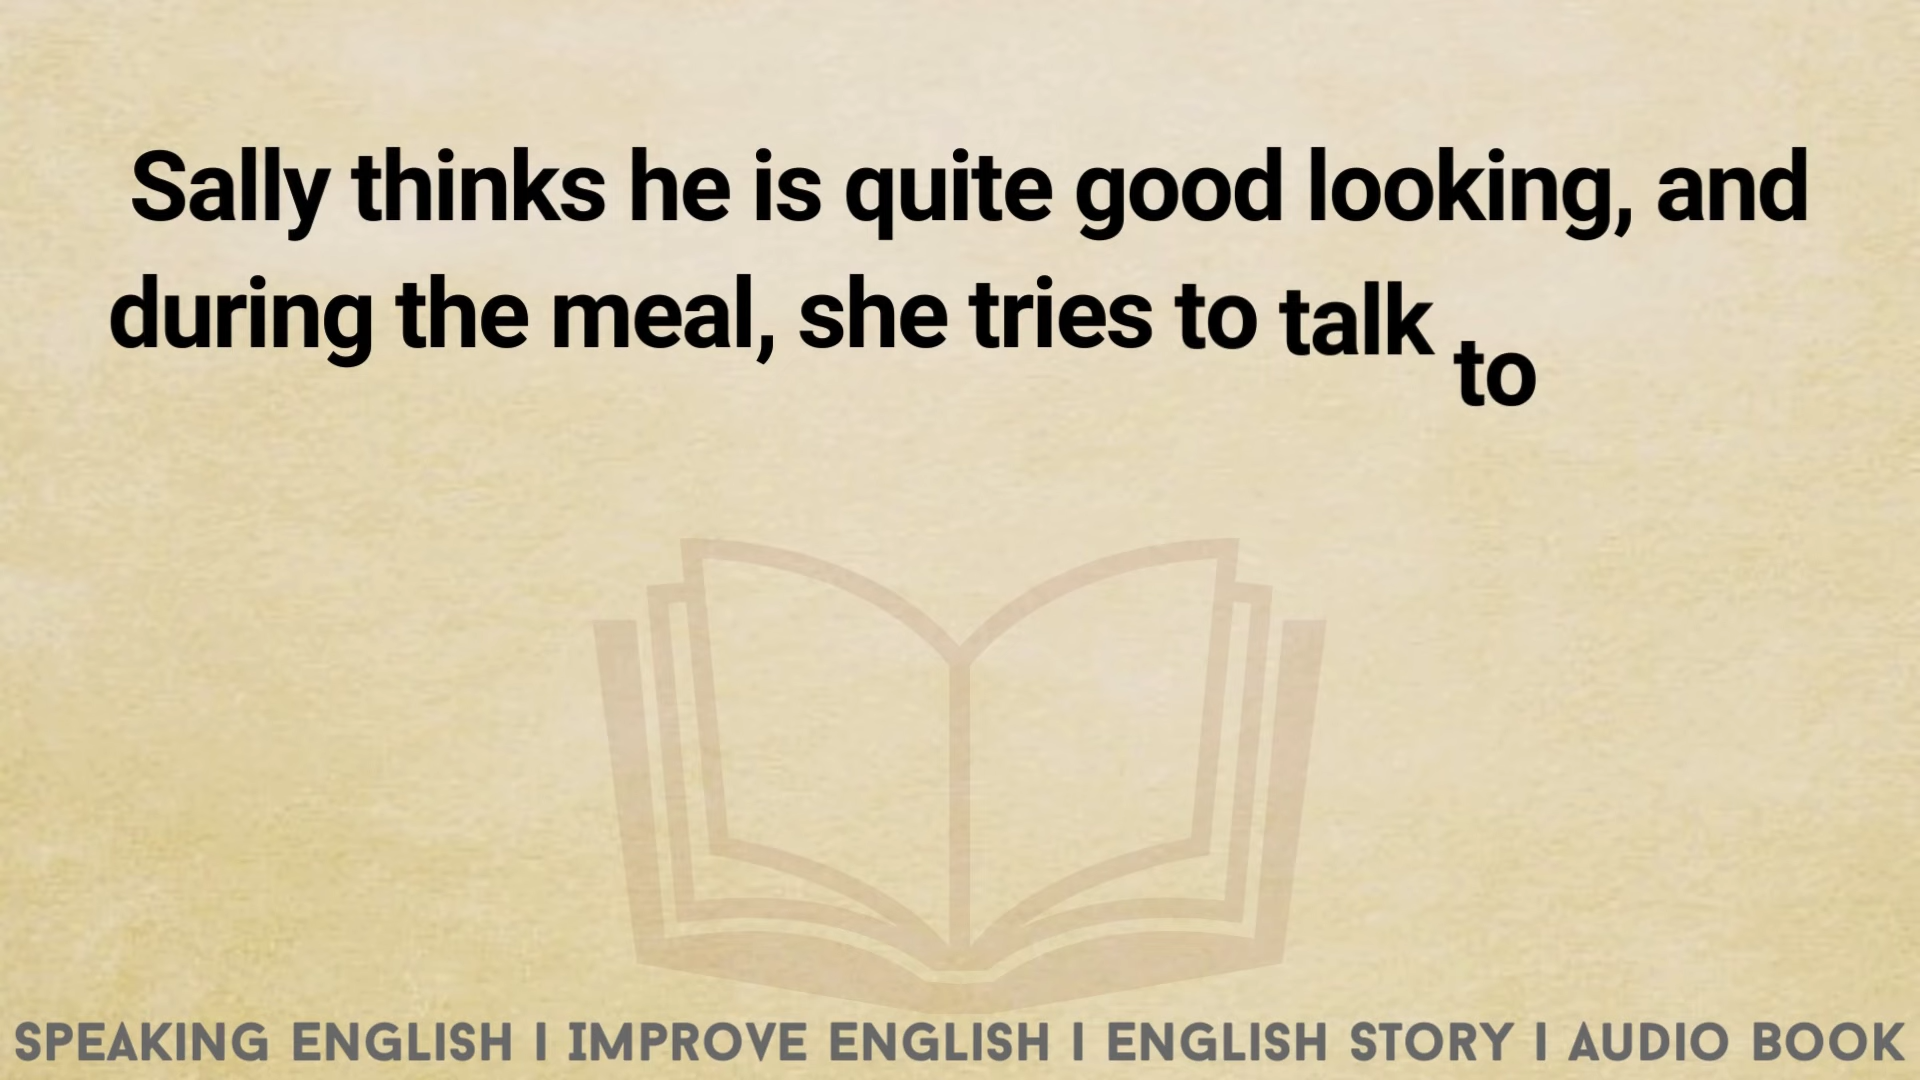 Sally thinks he is quite good looking, and
during the meal, she tries to talk to
SPEAKING ENGLISH | IMPROVE ENGLISH | ENGLISH STORY | AUDIO BOOK